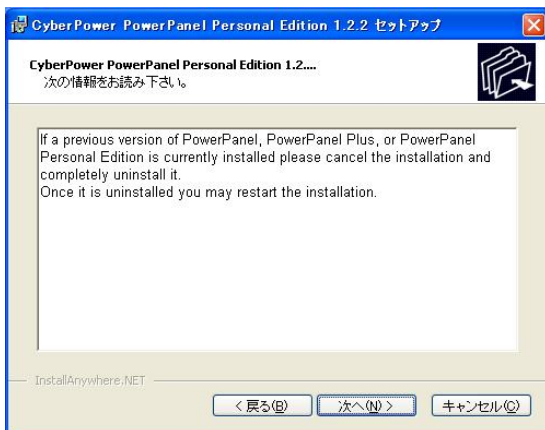 CyberPower PowerPanel Personal Edition 1.2.2 セットアップ
CyberPower PowerPanel Personal Edition 1.2....
次の情報をお読み下さい。
If a previous version of PowerPanel, PowerPanel Plus, or PowerPanel
Personal Edition is currently installed please cancel the installation and
completely uninstall it.
Once it is uninstalled you may restart the installation.
InstallAnywhere.NET
< 戻る(B)
次へ(N) >
キャンセル(C)